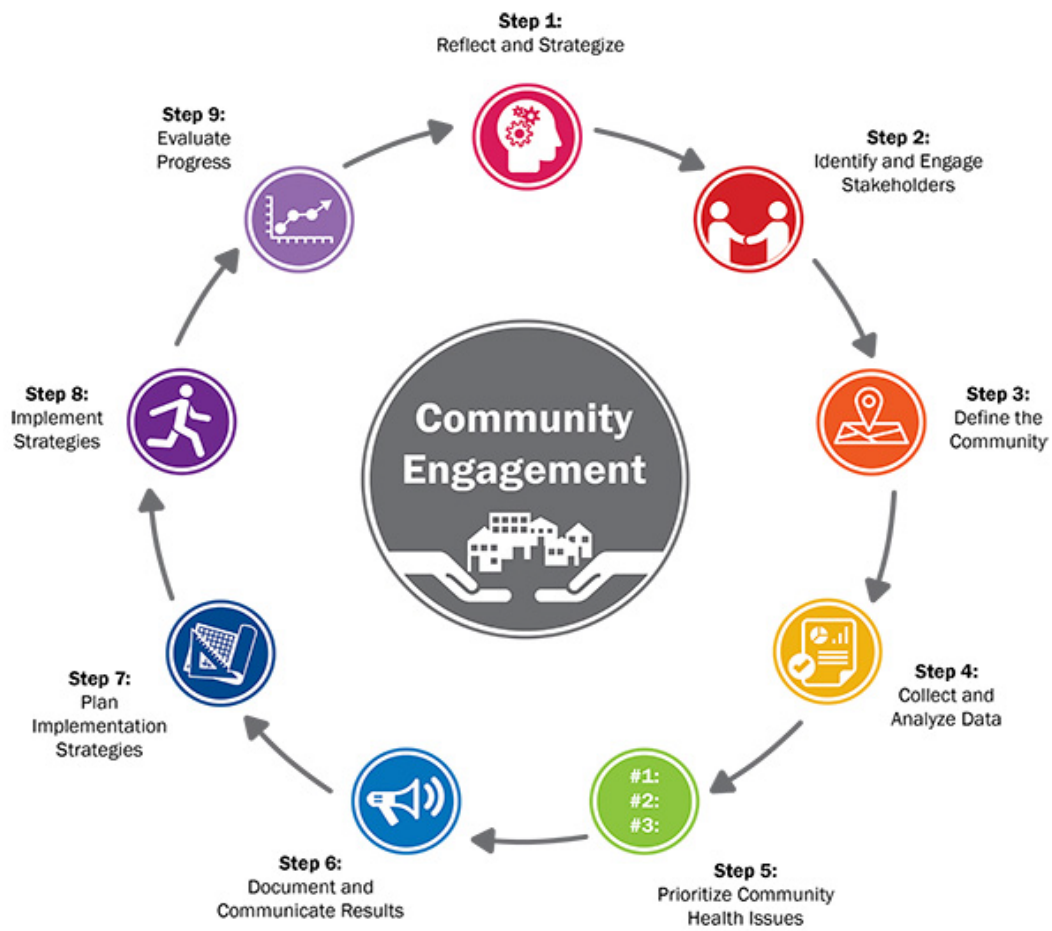 Step 1:
Reflect and Strategize
Step 2:
Identify and Engage
Stakeholders
Step 3:
Define the
Community
Step 4:
Collect and
Analyze Data
#1:
#2:
#3:
Step 5:
Prioritize Community
Health Issues
Step 6:
Document and
Communicate Results
Step 7:
Plan
Implementation
Strategies
Step 8:
Implement
Strategies
Step 9:
Evaluate
Progress
Community
Engagement